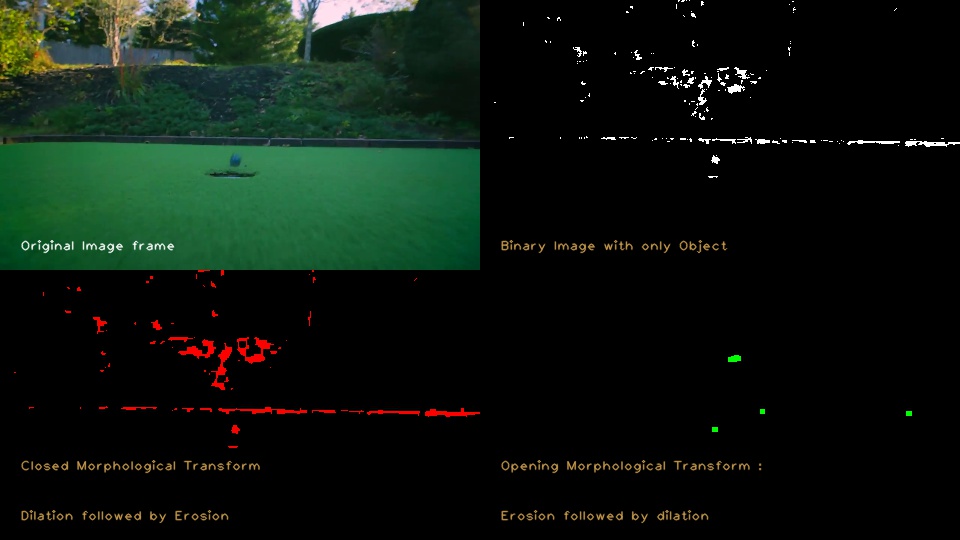 Original Image frame
Binary Image with only Object
Closed Morphological Transform
Dilation followed by Erosion
Opening Morphological Transform :
Erosion followed by dilation